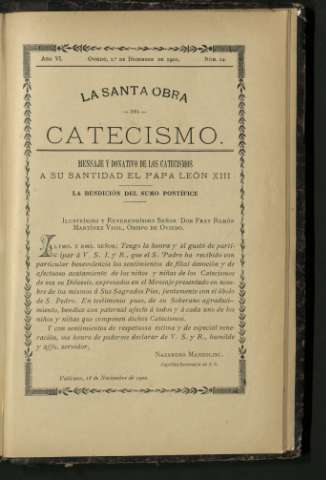 AÑO VI. OVIEDO, 1.º DE DICIEMBRE DE 1900. NÚM. 12
LA SANTA OBRA
— DEL —
CATECISMO.
MENSAJE Y DONATIVO DE LOS CATECISMOS
A SU SANTIDAD EL PAPA LEÓN XIII
LA BENDICIÓN DEL SUMO PONTÍFICE
ILUSTRÍSIMO Y REVERENDÍSIMO SEÑOR DON FRAY RAMÓN
MARTÍNEZ VIGIL, OBISPO DE OVIEDO.
ILLTMO. Y RMO. SEÑOR: Tengo la honra y el gusto de parti-
cipar á V. S. I. y R., que el S. Padre ha recibido con
particular benevolencia los sentimientos de filial devoción y de
afectuoso acatamiento de los niños y niñas de los Catecismos
de esa su Diócesis, expresados en el Mensaje presentado en nom-
bre de los mismos á Sus Sagrados Pies, juntamente con el óbolo
de S. Pedro. En testimonio pues, de su Soberano agradeci-
miento, bendice con paternal afecto á todos y á cada uno de los
niños y niñas que componen dichos Catecismos.
Y con sentimientos de respetuosa estima y de especial vene-
ración, me honro de poderme declarar de V. S. y R., humilde
y servidor,
NAZARENO MARZOLINI.
Vaticano, 18 de Noviembre de 1900.